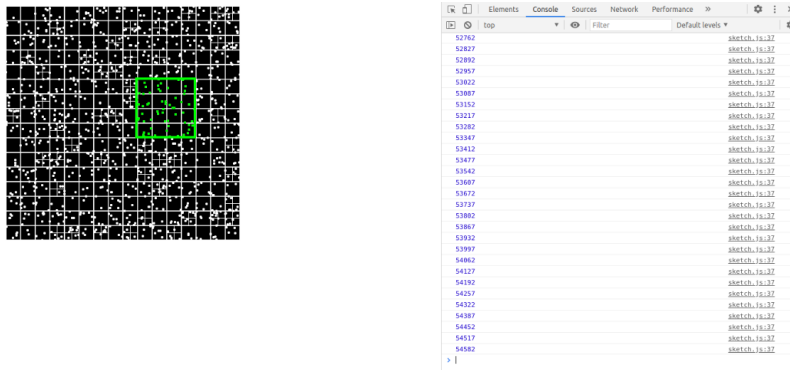 Elements Console Sources Network Performance »
top Filter Default levels ▼
52762 sketch.js:37
52827 sketch.js:37
52892 sketch.js:37
52957 sketch.js:37
53022 sketch.js:37
53087 sketch.js:37
53152 sketch.js:37
53217 sketch.js:37
53282 sketch.js:37
53347 sketch.js:37
53412 sketch.js:37
53477 sketch.js:37
53542 sketch.js:37
53607 sketch.js:37
53672 sketch.js:37
53737 sketch.js:37
53802 sketch.js:37
53867 sketch.js:37
53932 sketch.js:37
53997 sketch.js:37
54062 sketch.js:37
54127 sketch.js:37
54192 sketch.js:37
54257 sketch.js:37
54322 sketch.js:37
54387 sketch.js:37
54452 sketch.js:37
54517 sketch.js:37
54582 sketch.js:37